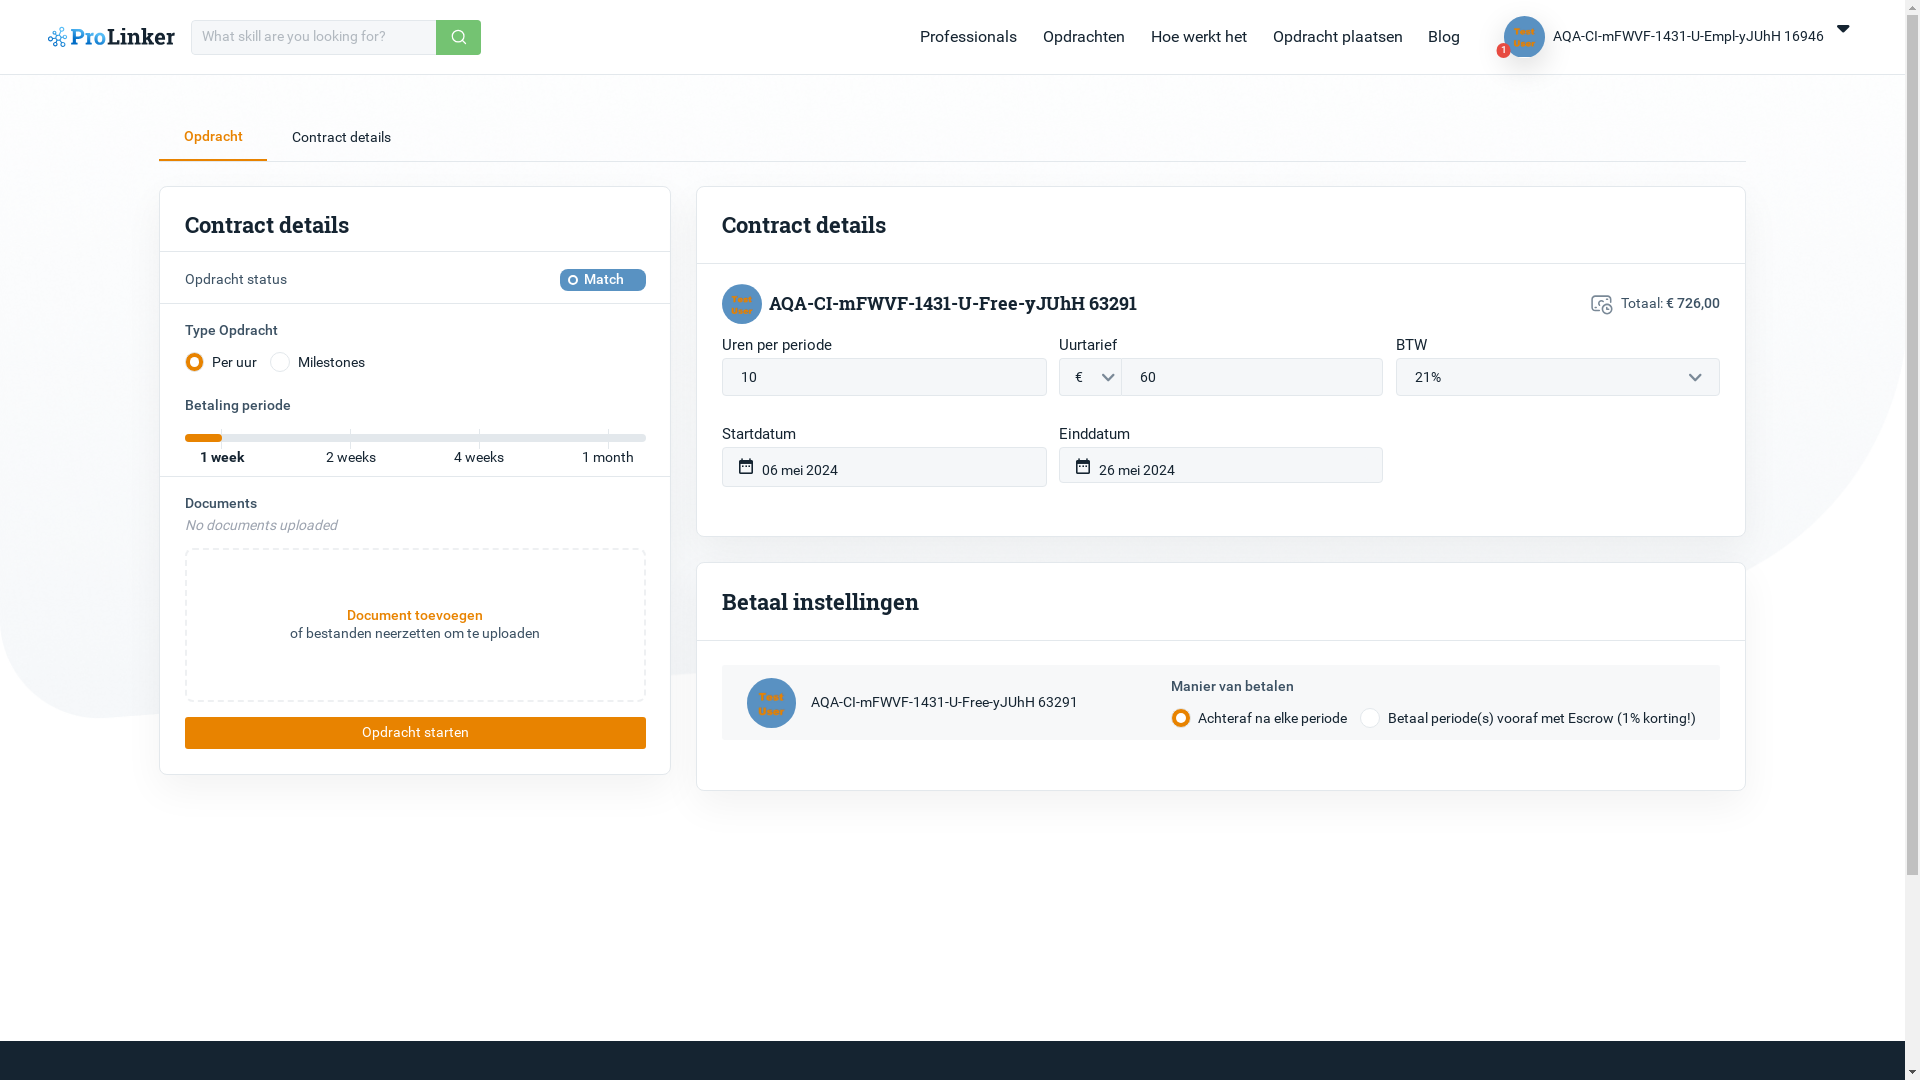 ProLinker
What skill are you looking for?
Professionals
Opdrachten
Hoe werkt het
Opdracht plaatsen
Blog
Test
User
1
AQA-CI-mFWVF-1431-U-Empl-yJUhH 16946
Opdracht
Contract details
Contract details
Opdracht status
Match
Type Opdracht
Per uur
Milestones
Betaling periode
1 week
2 weeks
4 weeks
1 month
Documents
No documents uploaded
Document toevoegen
of bestanden neerzetten om te uploaden
Opdracht starten
Contract details
Test
User
AQA-CI-mFWVF-1431-U-Free-yJUhH 63291
Totaal: € 726,00
Uren per periode
Uurtarief
BTW
10
€
60
21%
Startdatum
Einddatum
06 mei 2024
26 mei 2024
Betaal instellingen
Test
User
AQA-CI-mFWVF-1431-U-Free-yJUhH 63291
Manier van betalen
Achteraf na elke periode
Betaal periode(s) vooraf met Escrow (1% korting!)